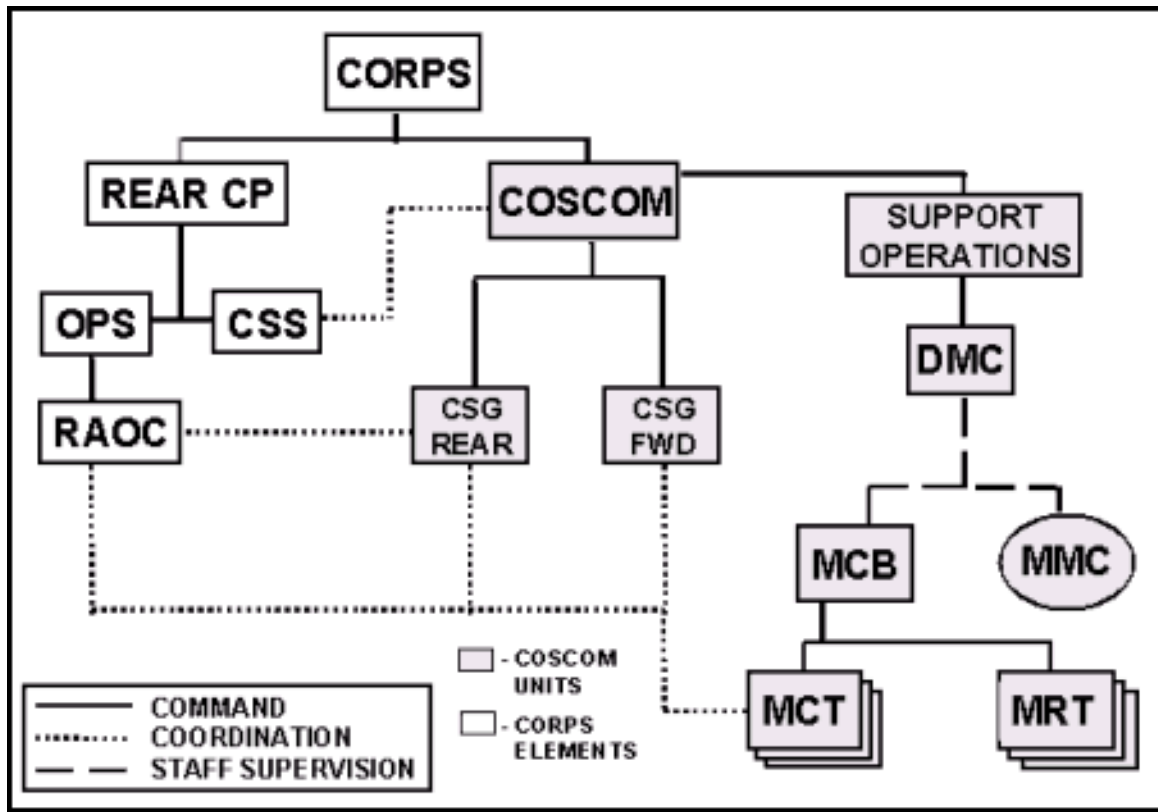 CORPS
REAR CP
COSCOM
SUPPORT
OPERATIONS
OPS
CSS
DMC
RAOC
CSG
REAR
CSG
FWD
MCB
MMC
MCT
MRT
- COSCOM
UNITS
- CORPS
ELEMENTS
COMMAND
COORDINATION
STAFF SUPERVISION